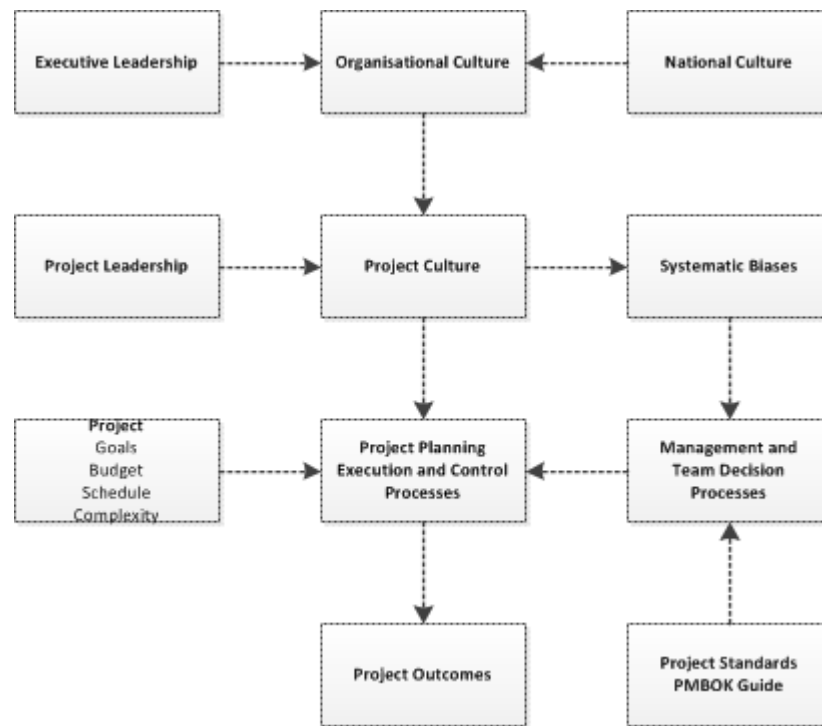 Executive Leadership
Organisational Culture
National Culture
Project Leadership
Project Culture
Systematic Biases
Project
Goals
Budget
Schedule
Complexity
Project Planning
Execution and Control
Processes
Management and
Team Decision
Processes
Project Outcomes
Project Standards
PMBOK Guide